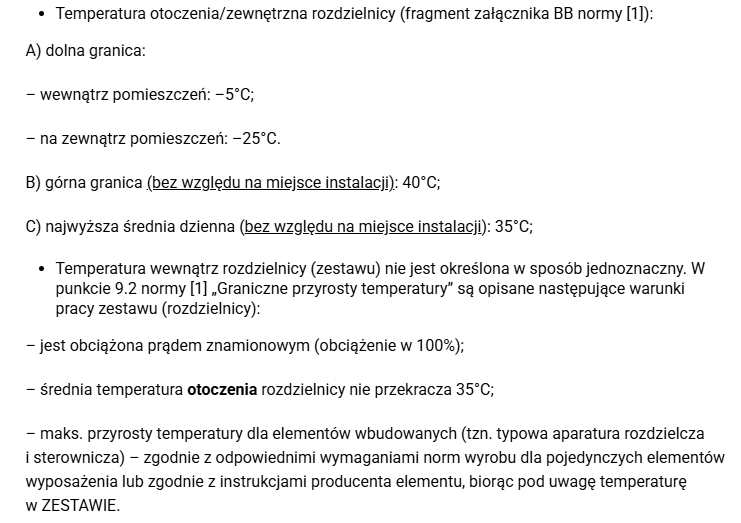 • Temperatura otoczenia/zewnętrzna rozdzielnicy (fragment załącznika BB normy [1]):
A) dolna granica:
– wewnątrz pomieszczeń: −5°C;
– na zewnątrz pomieszczeń: −25°C.
B) górna granica (bez względu na miejsce instalacji): 40°C;
C) najwyższa średnia dzienna (bez względu na miejsce instalacji): 35°C;
• Temperatura wewnątrz rozdzielnicy (zestawu) nie jest określona w sposób jednoznaczny. W
punkcie 9.2 normy [1] „Graniczne przyrosty temperatury” są opisane następujące warunki
pracy zestawu (rozdzielnicy):
– jest obciążona prądem znamionowym (obciążenie w 100%);
– średnia temperatura otoczenia rozdzielnicy nie przekracza 35°C;
– maks. przyrosty temperatury dla elementów wbudowanych (tzn. typowa aparatura rozdzielcza
i sterownicza) – zgodnie z odpowiednimi wymaganiami norm wyrobu dla pojedynczych elementów
wyposażenia lub zgodnie z instrukcjami producenta elementu, biorąc pod uwagę temperaturę
w ZESTAWIE.